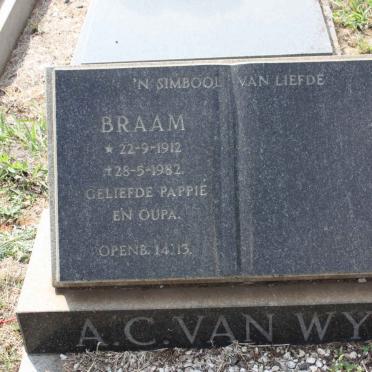 'N SIMBOOL VAN LIEFDE
BRAAM
* 22-9-1912
†28-5-1982.
GELIEFDE PAPPIE
EN OUPA.
OPENB. 14:13.
A.C. VAN WY